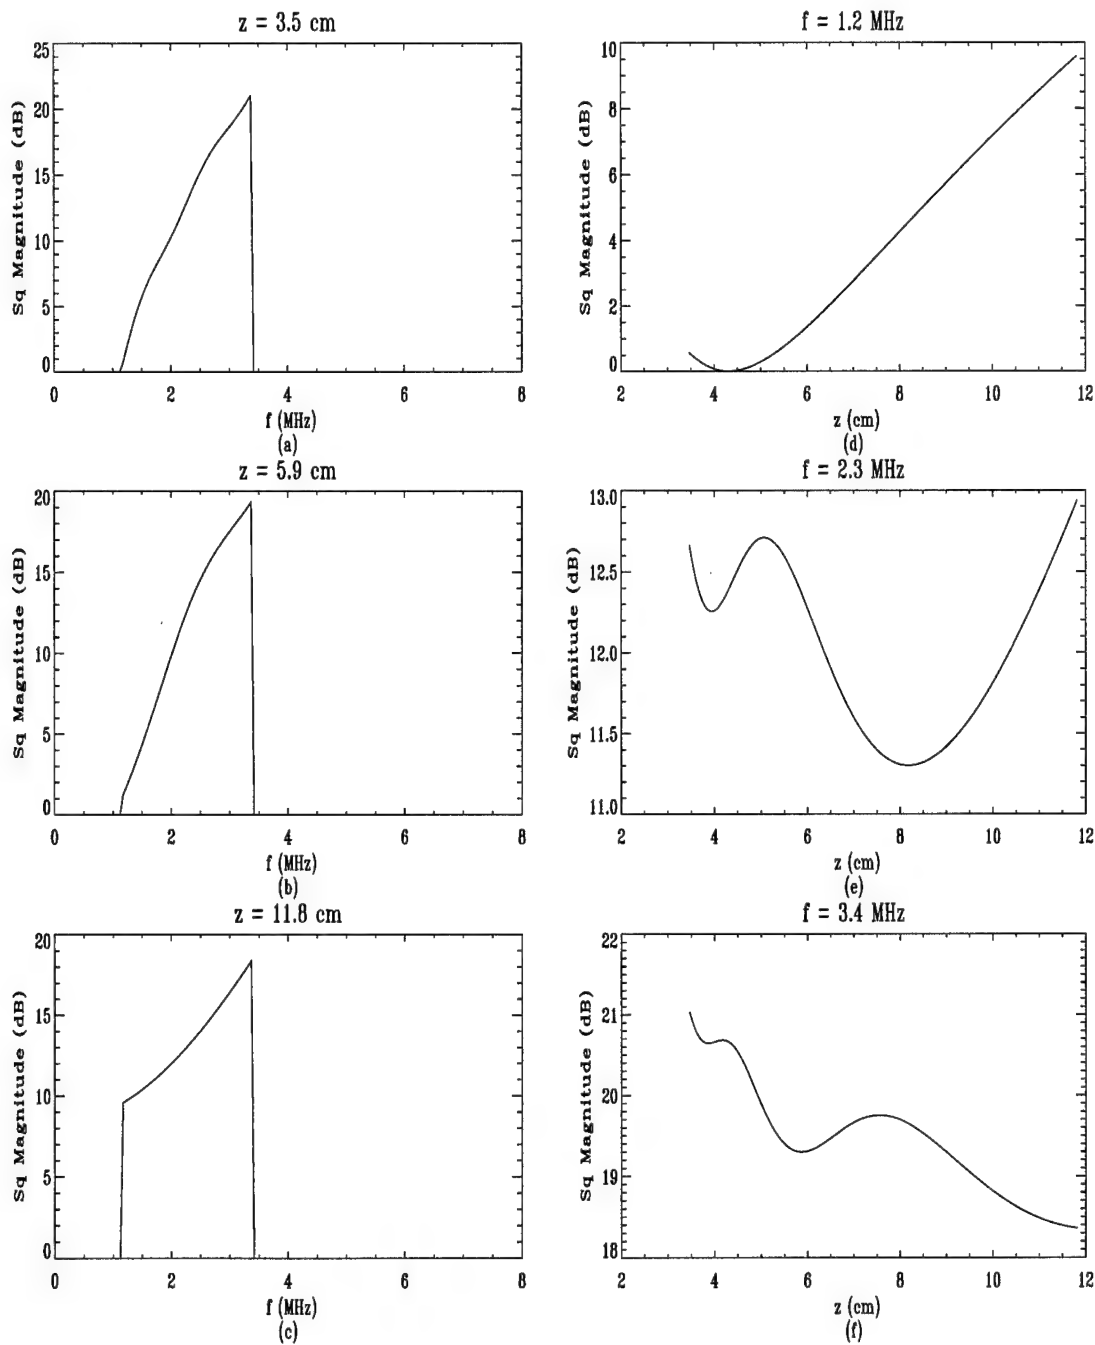 z = 3.5 cm
25
20
15
10
5
0
Sq Magnitude (dB)
0 2 4 6 8
f (MHz)
(a)
f = 1.2 MHz
10
8
6
4
2
0
Sq Magnitude (dB)
2 4 6 8 10 12
z (cm)
(d)
z = 5.9 cm
20
15
10
5
0
Sq Magnitude (dB)
0 2 4 6 8
f (MHz)
(b)
f = 2.3 MHz
13.0
12.5
12.0
11.5
11.0
Sq Magnitude (dB)
2 4 6 8 10 12
z (cm)
(e)
z = 11.8 cm
20
15
10
5
0
Sq Magnitude (dB)
0 2 4 6 8
f (MHz)
(c)
f = 3.4 MHz
22
21
20
19
18
Sq Magnitude (dB)
2 4 6 8 10 12
z (cm)
(f)